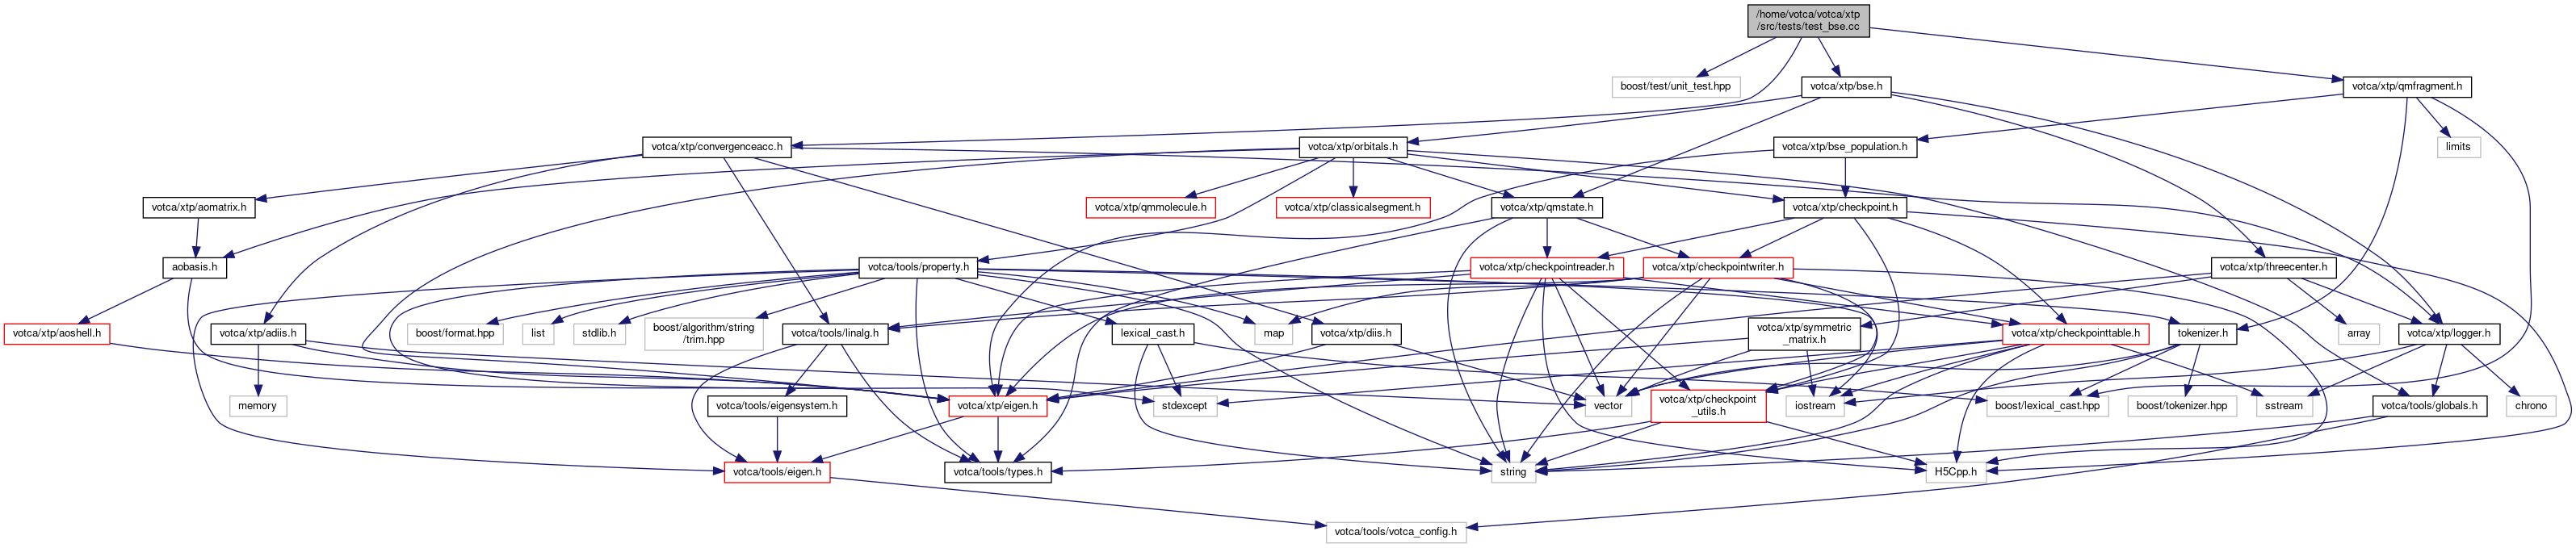 /home/votca/votca/xtp
/src/tests/test_bse.cc
boost/test/unit_test.hpp
votca/xtp/bse.h
votca/xtp/qmfragment.h
votca/xtp/convergenceacc.h
votca/xtp/orbitals.h
votca/xtp/bse_population.h
limits
votca/xtp/aomatrix.h
votca/xtp/qmmolecule.h
votca/xtp/classicalsegment.h
votca/xtp/qmstate.h
votca/xtp/checkpoint.h
aobasis.h
votca/tools/property.h
votca/xtp/checkpointreader.h
votca/xtp/checkpointwriter.h
votca/xtp/threecenter.h
votca/xtp/aoshell.h
votca/xtp/adiis.h
boost/format.hpp
list
stdlib.h
boost/algorithm/string
/trim.hpp
votca/tools/linalg.h
lexical_cast.h
map
votca/xtp/diis.h
votca/xtp/symmetric
_matrix.h
votca/xtp/checkpointtable.h
tokenizer.h
array
votca/xtp/logger.h
memory
votca/tools/eigensystem.h
votca/xtp/eigen.h
stdexcept
vector
votca/xtp/checkpoint
_utils.h
iostream
boost/lexical_cast.hpp
boost/tokenizer.hpp
sstream
votca/tools/globals.h
chrono
votca/tools/eigen.h
votca/tools/types.h
string
H5Cpp.h
votca/tools/votca_config.h